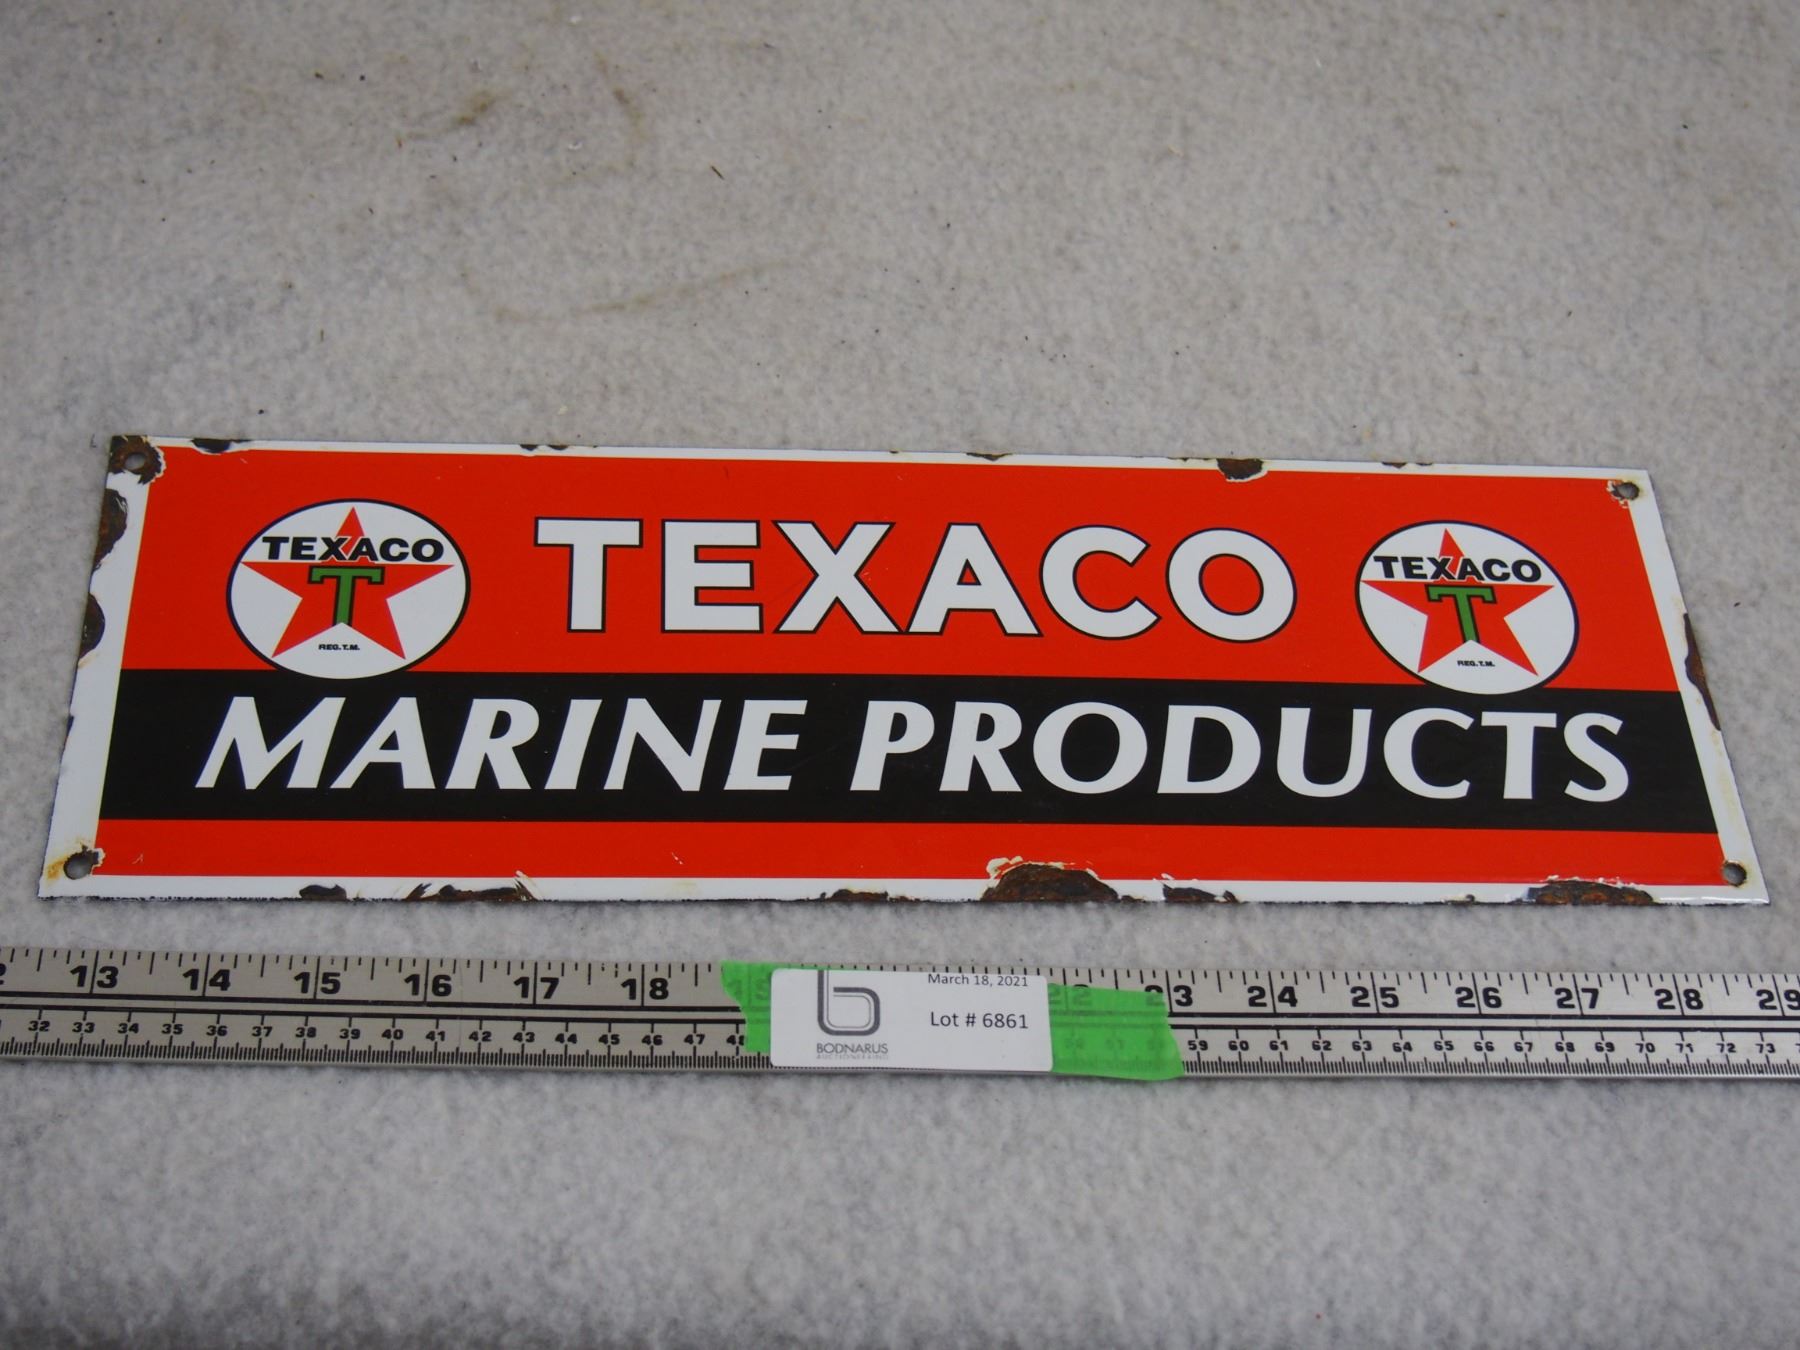 TEXACO
T
REG. T.M.
TEXACO
TEXACO
T
REG. T.M.
MARINE PRODUCTS
13 14 15 16 17 18 23 24 25 26 27 28 29
32 33 34 35 36 37 38 39 40 41 42 43 44 45 46 47 59 60 61 62 63 64 65 66 67 68 69 70 71 72 73
March 18, 2021
Lot # 6861
b
BODNARUS
AUCTIONEERING